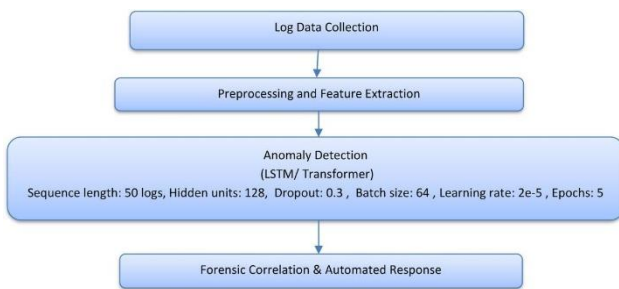 Log Data Collection
Preprocessing and Feature Extraction
Anomaly Detection
(LSTM/ Transformer)
Sequence length: 50 logs, Hidden units: 128, Dropout: 0.3 , Batch size: 64 , Learning rate: 2e-5 , Epochs: 5
Forensic Correlation & Automated Response